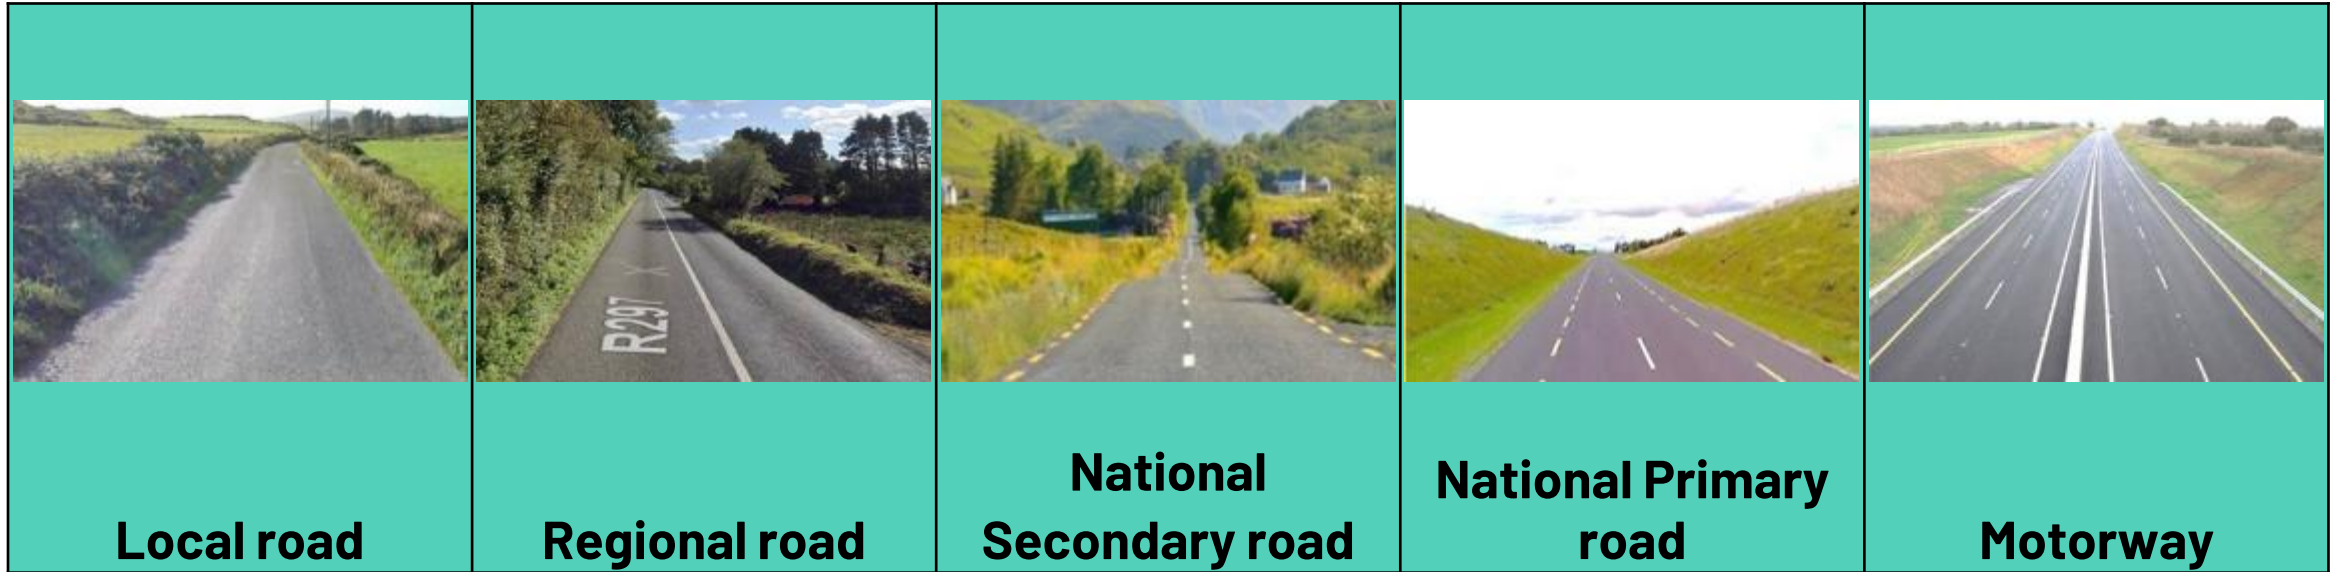 R297
Local road
Regional road
National
Secondary road
National Primary
road
Motorway